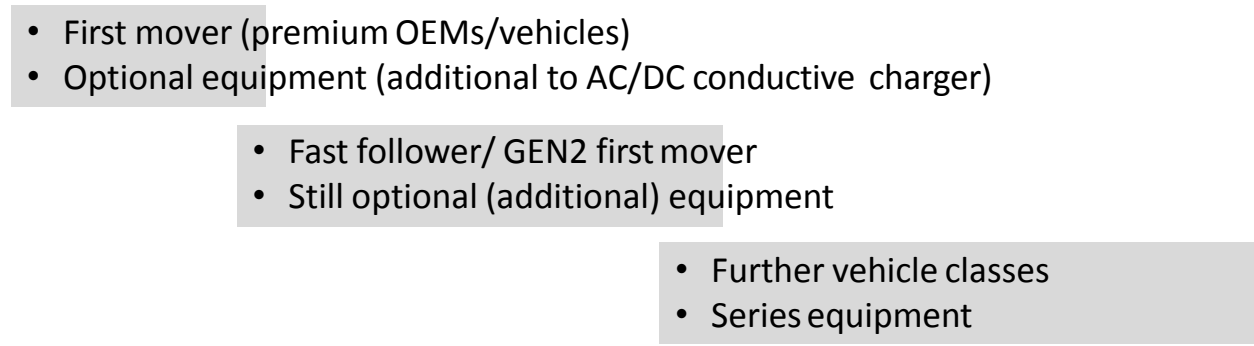 • First mover (premium OEMs/vehicles)
• Optional equipment (additional to AC/DC conductive charger)
• Fast follower/ GEN2 first mover
• Still optional (additional) equipment
• Further vehicle classes
• Series equipment